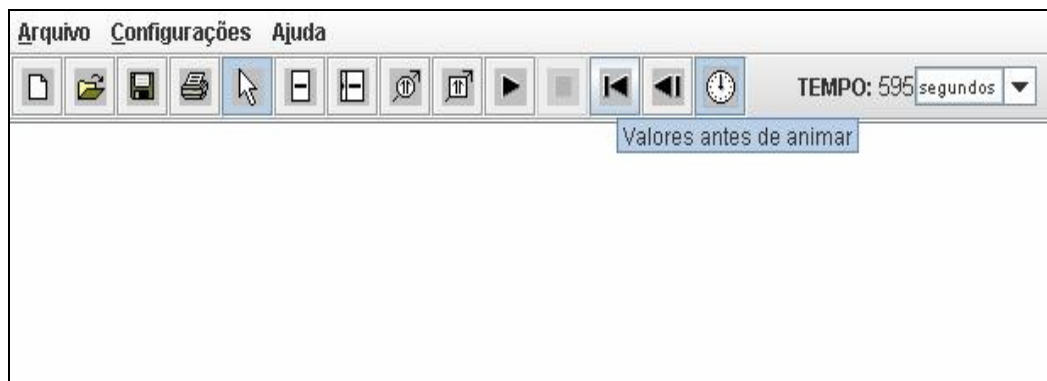 Arquivo Configurações Ajuda
TEMPO: 595 segundos
Valores antes de animar